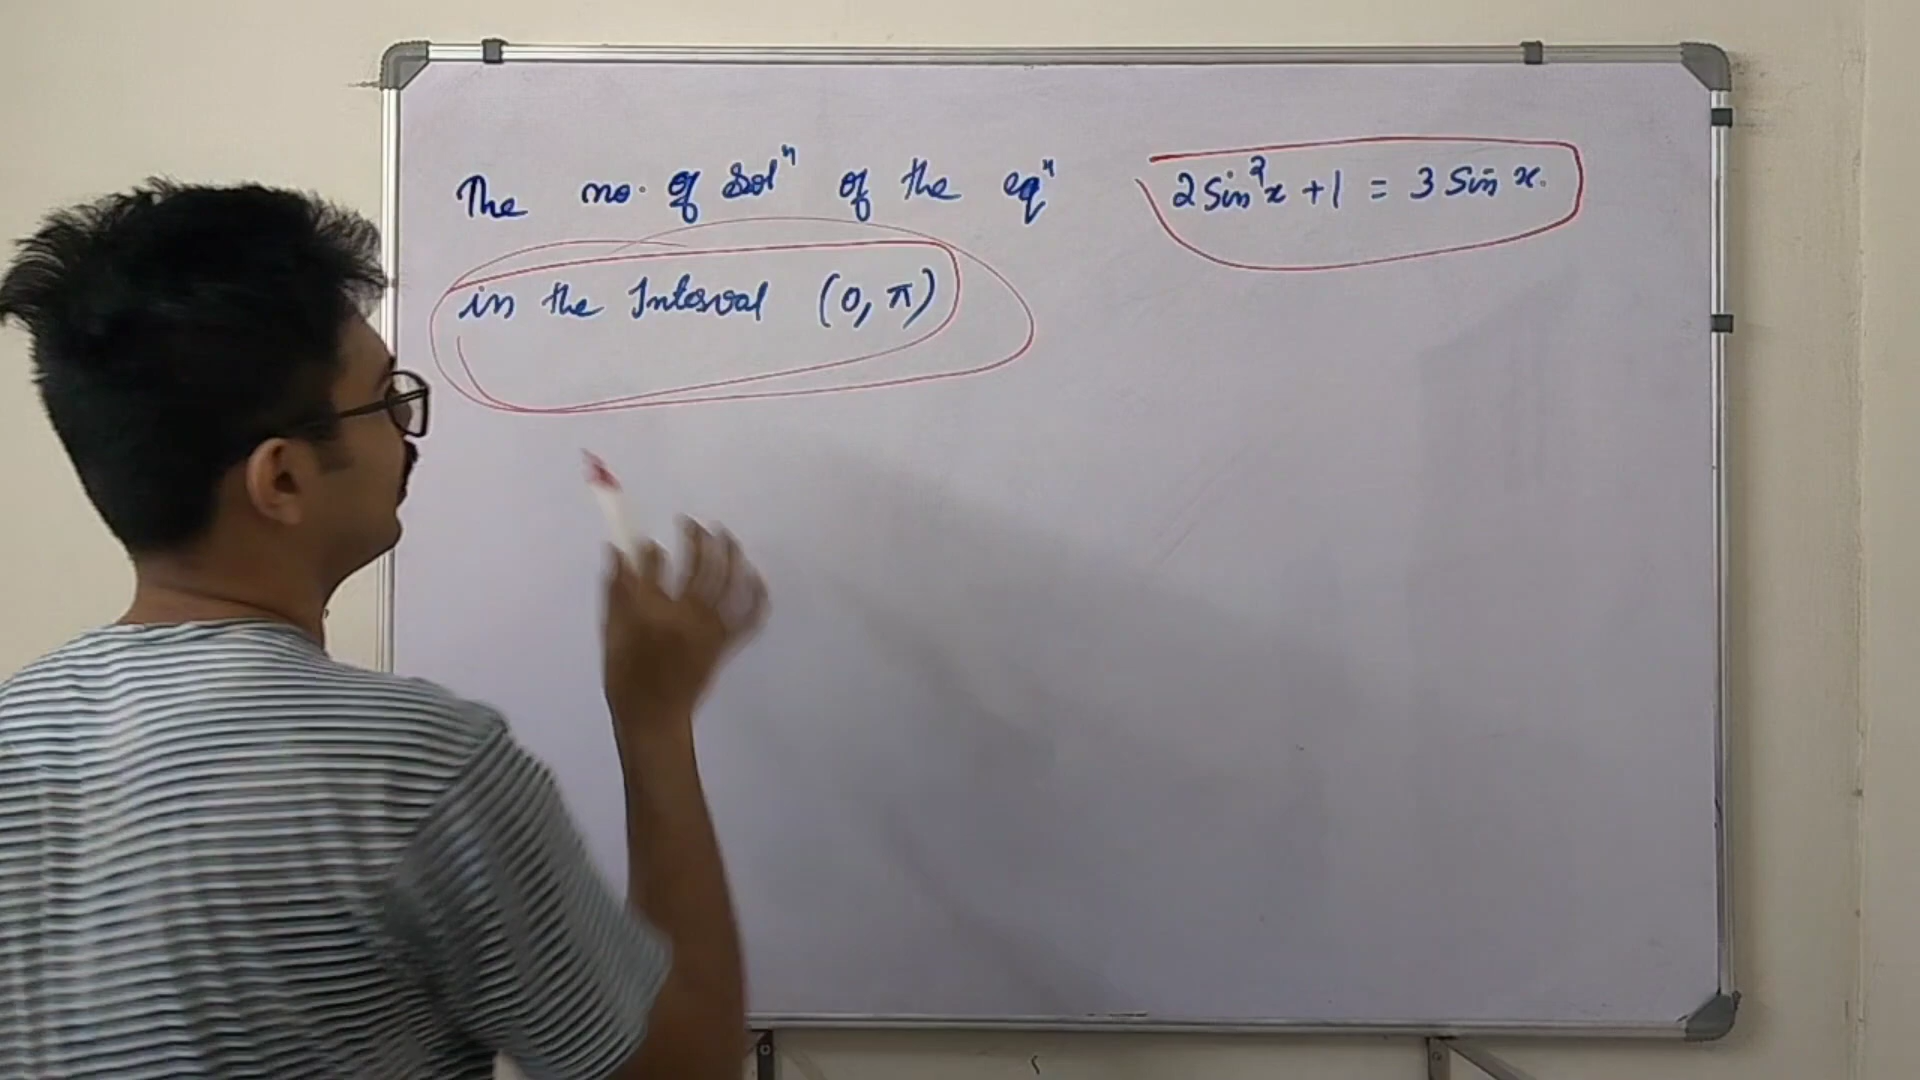 The no. of Solⁿ of the eqⁿ 2 Sin²x + 1 = 3 Sin x.
in the Interval (0, π)